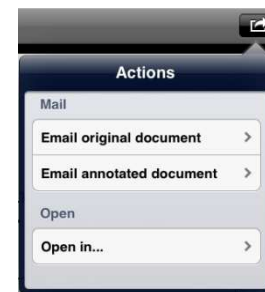 Actions
Mail
Email original document
Email annotated document
Open
Open in...